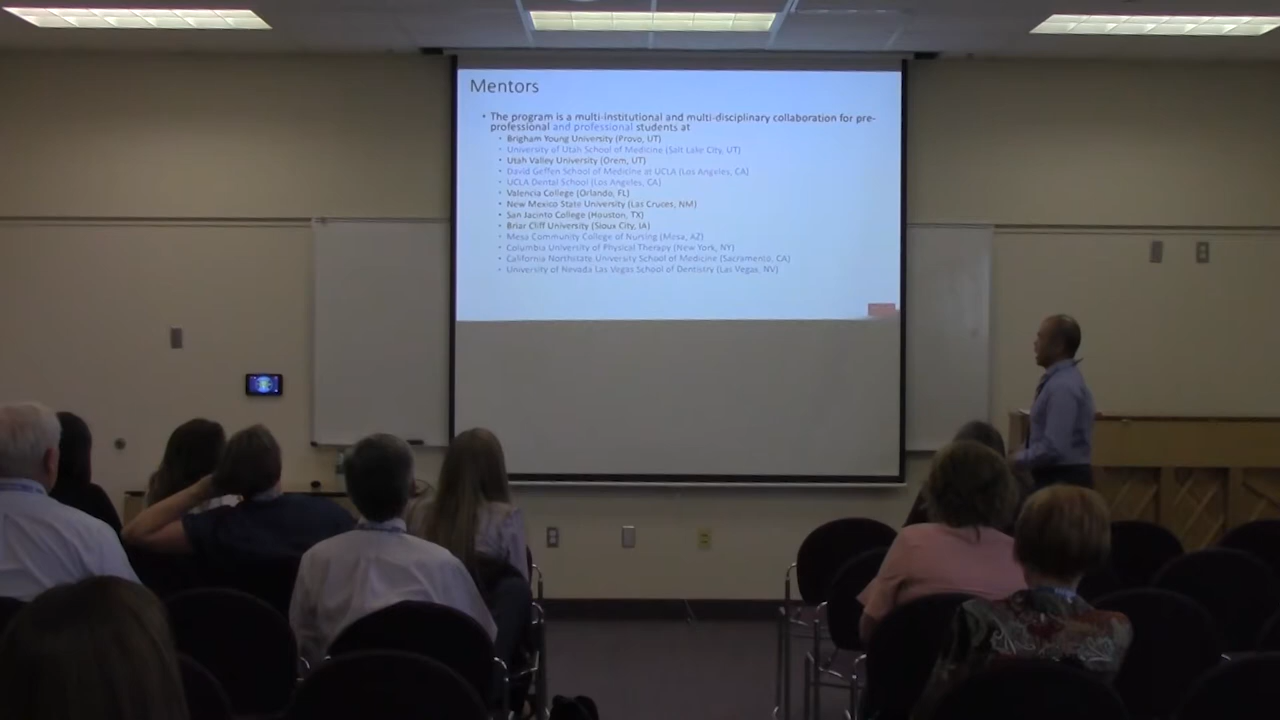 Mentors
• The program is a multi-institutional and multi-disciplinary collaboration for pre-
professional and professional students at
• Brigham Young University (Provo, UT)
• University of Utah School of Medicine (Salt Lake City, UT)
• Utah Valley University (Orem, UT)
• David Geffen School of Medicine at UCLA (Los Angeles, CA)
• UCLA Dental School (Los Angeles, CA)
• Valencia College (Orlando, FL)
• New Mexico State University (Las Cruces, NM)
• San Jacinto College (Houston, TX)
• Briar Cliff University (Sioux City, IA)
• Mesa Community College of Nursing (Mesa, AZ)
• Columbia University of Physical Therapy (New York, NY)
• California Northstate University School of Medicine (Sacramento, CA)
• University of Nevada Las Vegas School of Dentistry (Las Vegas, NV)